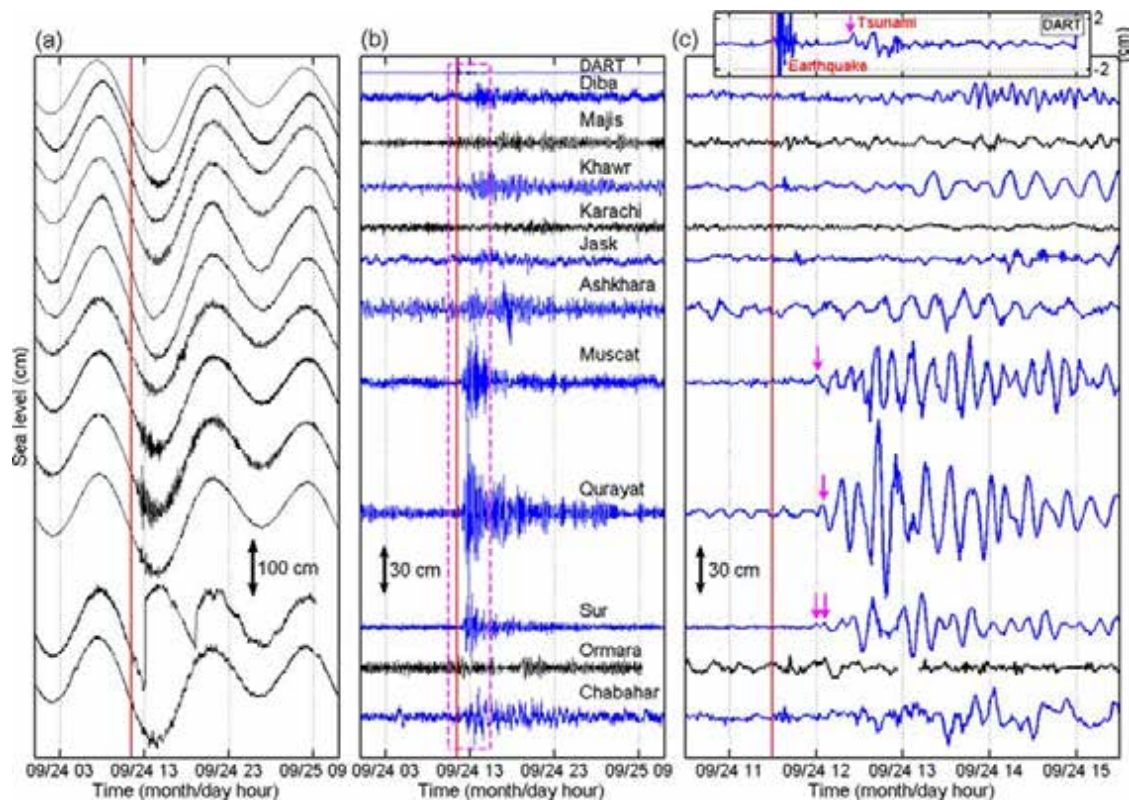 (a)
(b)
(c)
2
Tsunami
DART
Earthquake
-2
(cm)
DART
Diba
Majis
Khawr
Karachi
Jask
Ashkhara
Muscat
Qurayat
Sur
Ormara
Chabahar
Sea level (cm)
100 cm
30 cm
30 cm
09/24 03 09/24 13 09/24 23 09/25 09
09/24 03 09/24 13 09/24 23 09/25 09
09/24 11 09/24 12 09/24 13 09/24 14 09/24 15
Time (month/day hour)
Time (month/day hour)
Time (month/day hour)